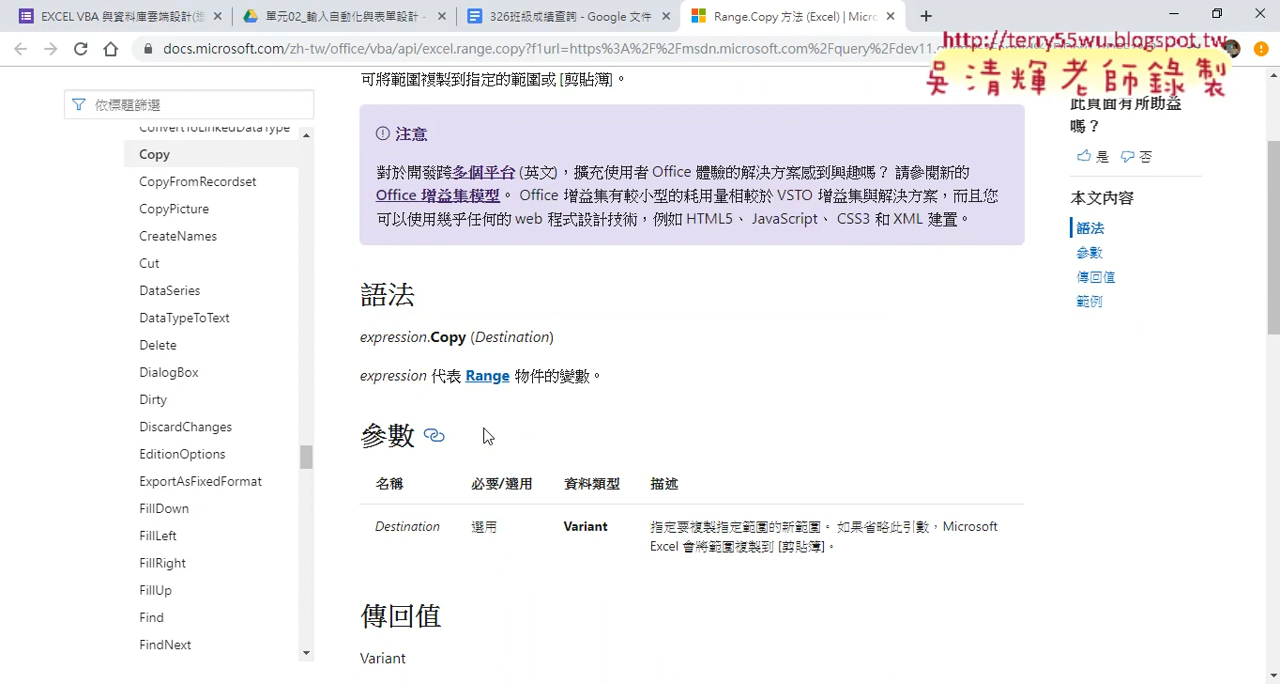 EXCEL VBA 與資料庫雲端設計(進
單元02_輸入自動化與表單設計 -
326班級成績查詢 - Google 文件
Range.Copy 方法 (Excel) | Micr
docs.microsoft.com/zh-tw/office/vba/api/excel.range.copy?f1url=https%3A%2F%2Fmsdn.microsoft.com%2Fquery%2Fdev11.
http://terry55wu.blogspot.tw
吳清輝老師錄製
可將範圍複製到指定的範圍或 [剪貼簿]。
依標題篩選
ConvertToLinkedDataType
Copy
CopyFromRecordset
CopyPicture
CreateNames
Cut
DataSeries
DataTypeToText
Delete
DialogBox
Dirty
DiscardChanges
EditionOptions
ExportAsFixedFormat
FillDown
FillLeft
FillRight
FillUp
Find
FindNext
注意
對於開發跨多個平台 (英文)，擴充使用者 Office 體驗的解決方案感到興趣嗎？ 請參閱新的
Office 增益集模型。 Office 增益集有較小型的耗用量相較於 VSTO 增益集與解決方案，而且您
可以使用幾乎任何的 web 程式設計技術，例如 HTML5、 JavaScript、 CSS3 和 XML 建置。
語法
expression.Copy (Destination)
expression 代表 Range 物件的變數。
參數
名稱 必要/選用 資料類型 描述
Destination 選用 Variant 指定要複製指定範圍的新範圍。 如果省略此引數，Microsoft
Excel 會將範圍複製到 [剪貼簿]。
傳回值
Variant
此頁面有所助益
嗎？
是 否
本文內容
語法
參數
傳回值
範例